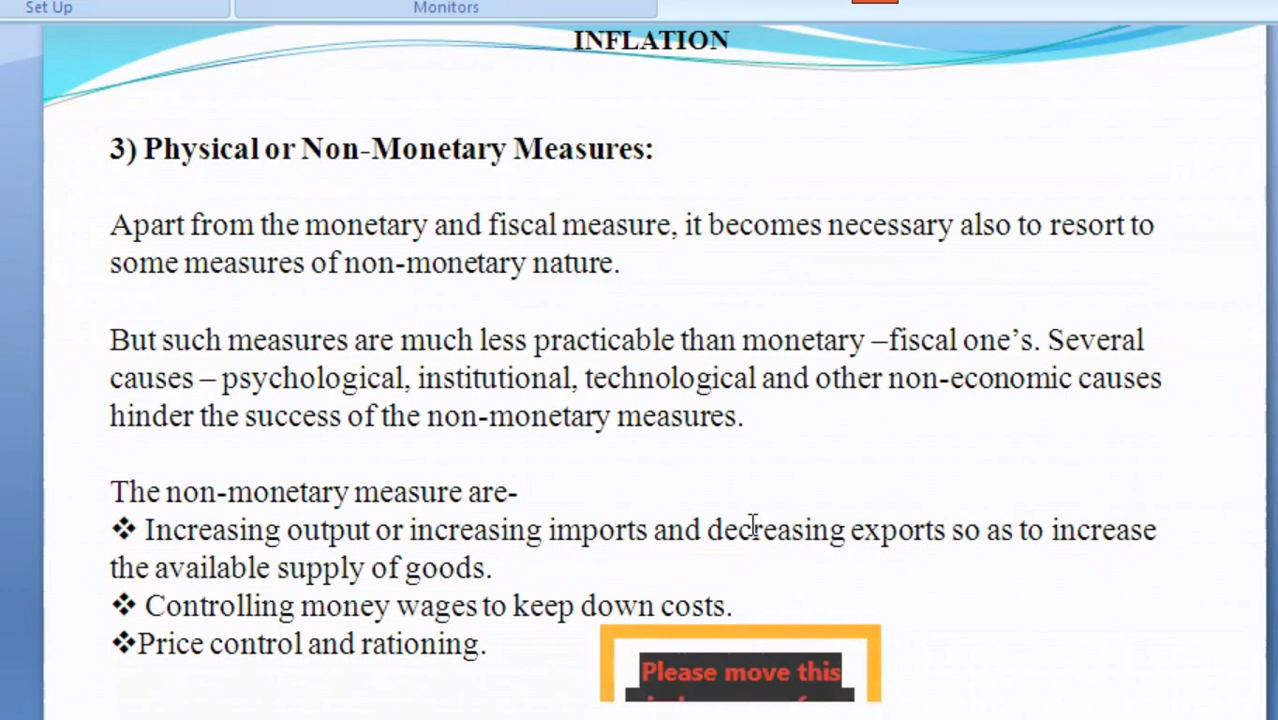 Set Up
Monitors
INFLATION
3) Physical or Non-Monetary Measures:
Apart from the monetary and fiscal measure, it becomes necessary also to resort to
some measures of non-monetary nature.
But such measures are much less practicable than monetary –fiscal one’s. Several
causes – psychological, institutional, technological and other non-economic causes
hinder the success of the non-monetary measures.
The non-monetary measure are-
❖ Increasing output or increasing imports and decreasing exports so as to increase
the available supply of goods.
❖ Controlling money wages to keep down costs.
❖Price control and rationing.
Please move this